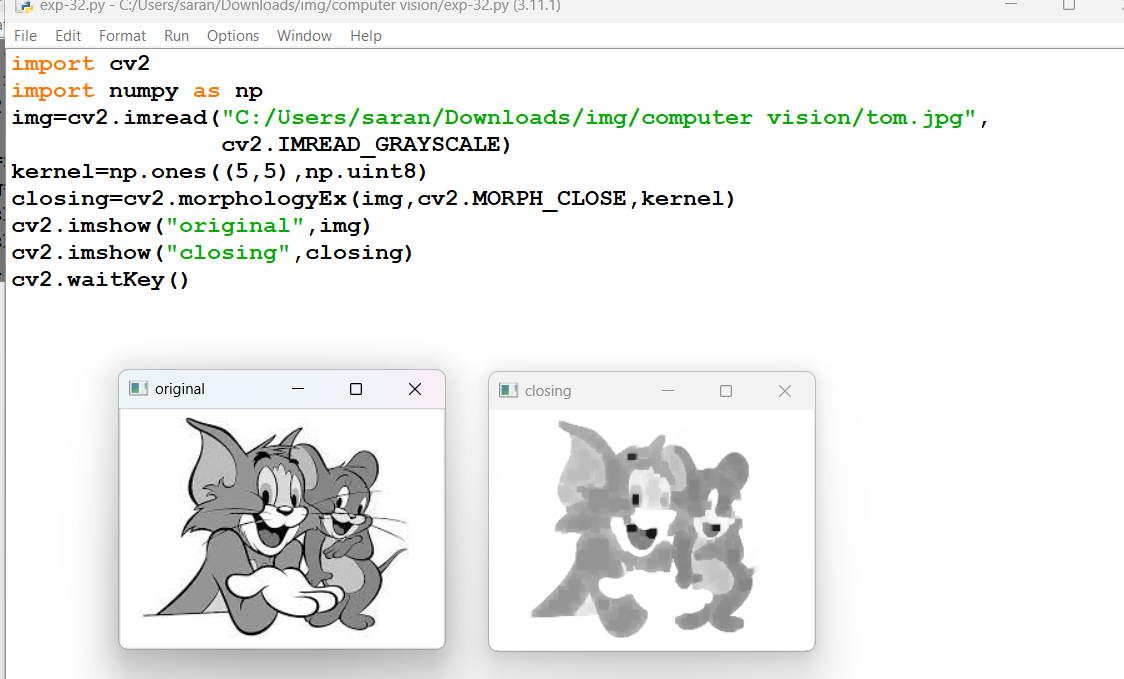 exp-32.py - C:/Users/saran/Downloads/img/computer vision/exp-32.py (3.11.1)
File Edit Format Run Options Window Help
import cv2
import numpy as np
img=cv2.imread("C:/Users/saran/Downloads/img/computer vision/tom.jpg",
cv2.IMREAD_GRAYSCALE)
kernel=np.ones((5,5),np.uint8)
closing=cv2.morphologyEx(img,cv2.MORPH_CLOSE,kernel)
cv2.imshow("original",img)
cv2.imshow("closing",closing)
cv2.waitKey()
original
closing